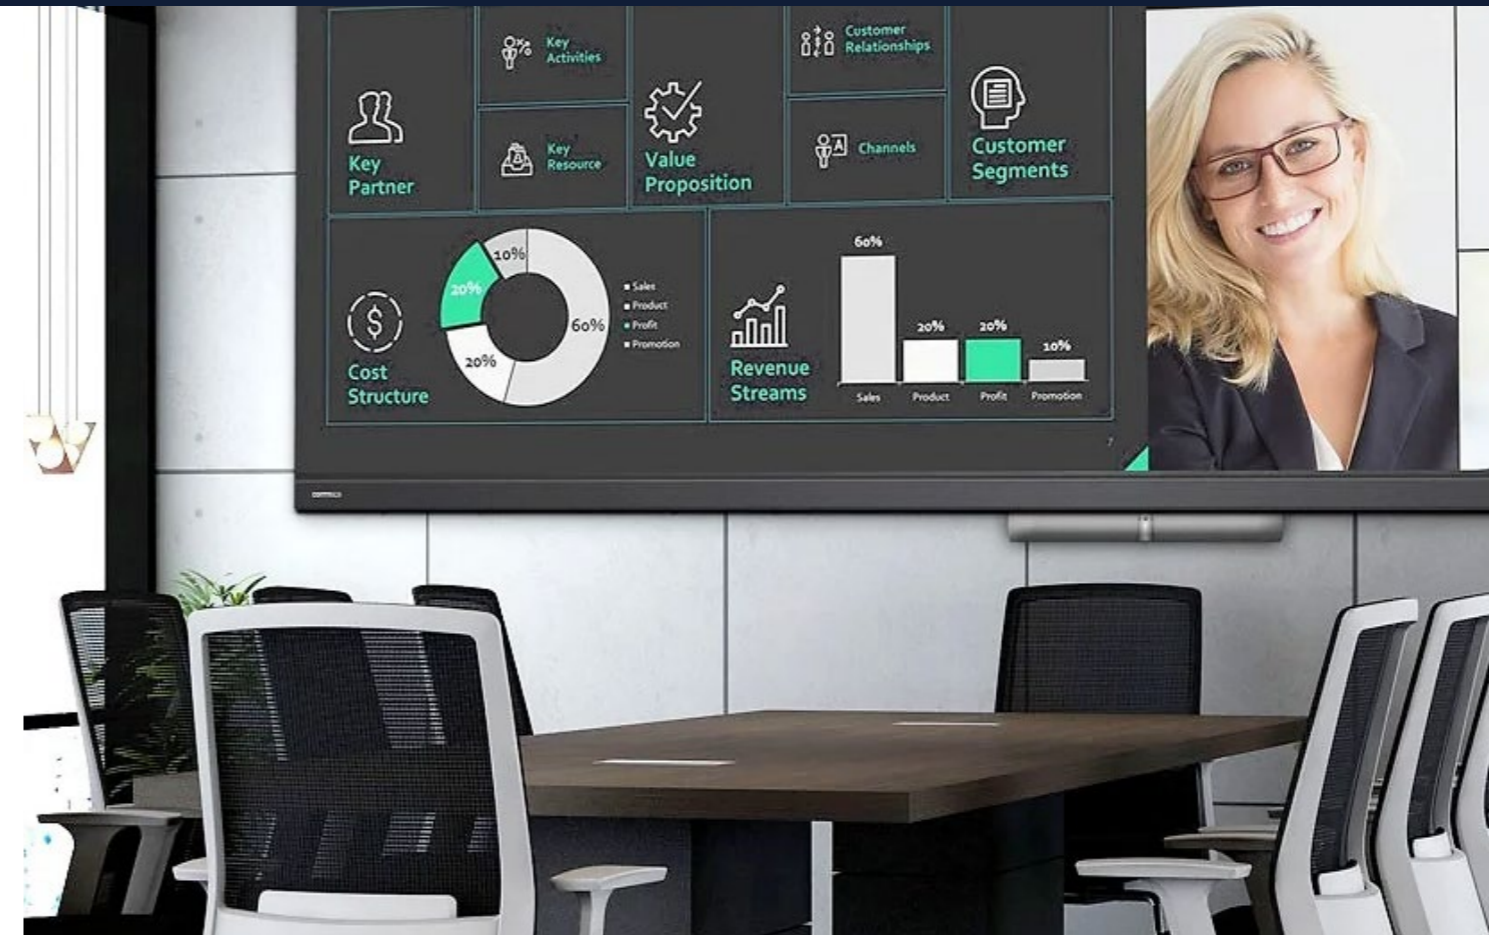 Key
Activities
Customer
Relationships
Key
Partner
Key
Resource
Value
Proposition
Channels
Customer
Segments
Cost
Structure
10%
20%
60%
20%
Sales
Product
Profit
Promotion
Revenue
Streams
60%
20%
20%
10%
Sales
Product
Profit
Promotion
7
A